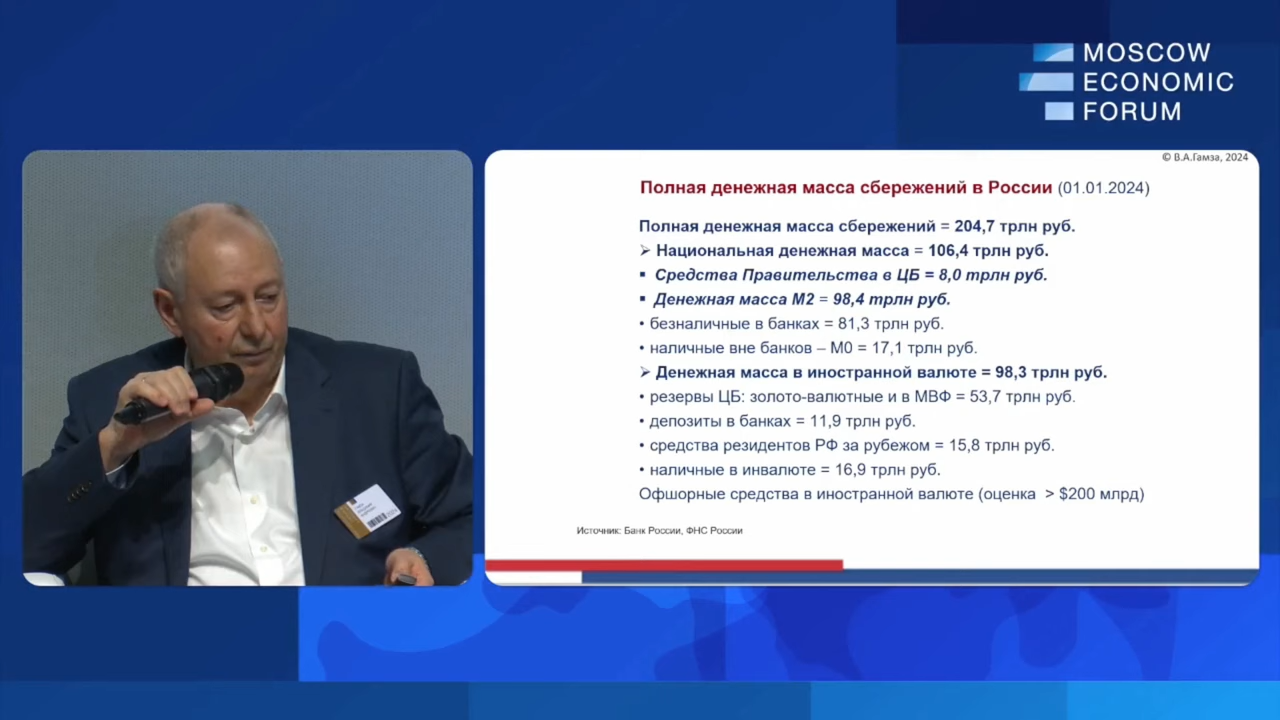 MOSCOW
ECONOMIC
FORUM
© В.А.Гамза, 2024
Полная денежная масса сбережений в России (01.01.2024)
Полная денежная масса сбережений = 204,7 трлн руб.
➢ Национальная денежная масса = 106,4 трлн руб.
▪ Средства Правительства в ЦБ = 8,0 трлн руб.
▪ Денежная масса М2 = 98,4 трлн руб.
• безналичные в банках = 81,3 трлн руб.
• наличные вне банков – М0 = 17,1 трлн руб.
➢ Денежная масса в иностранной валюте = 98,3 трлн руб.
• резервы ЦБ: золото-валютные и в МВФ = 53,7 трлн руб.
• депозиты в банках = 11,9 трлн руб.
• средства резидентов РФ за рубежом = 15,8 трлн руб.
• наличные в инвалюте = 16,9 трлн руб.
Офшорные средства в иностранной валюте (оценка > $200 млрд)
Источник: Банк России, ФНС России